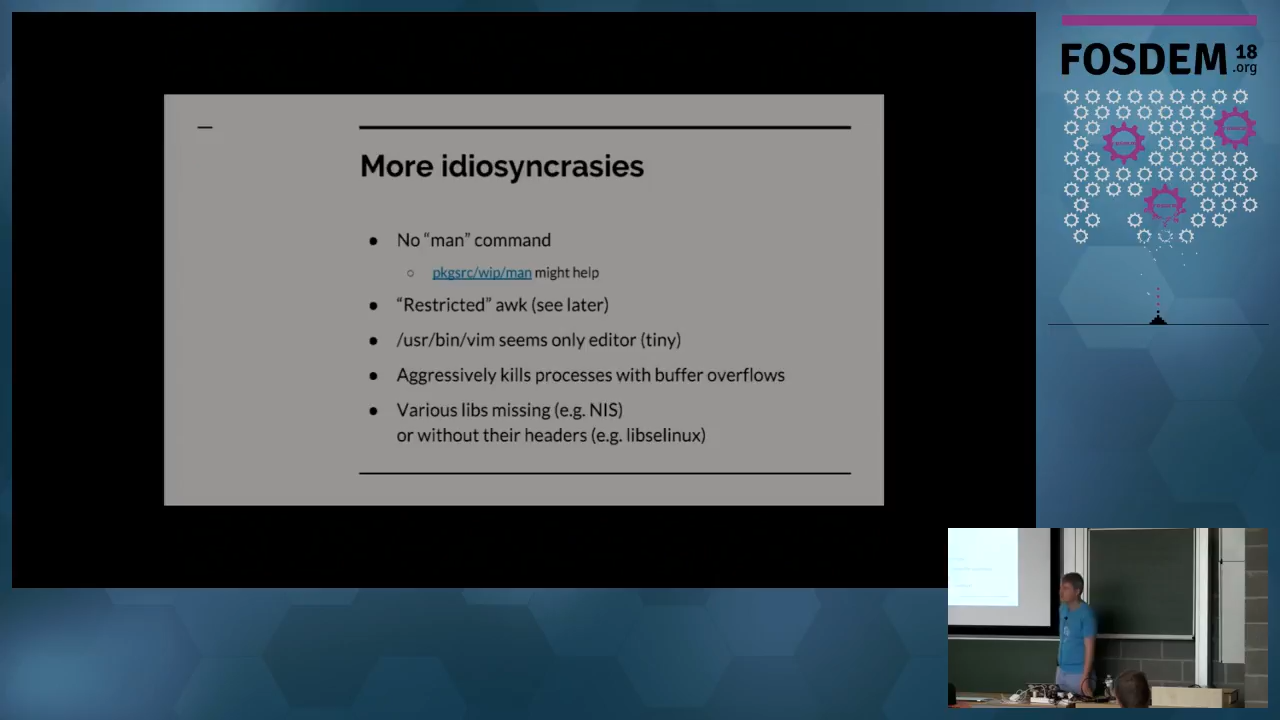 FOSDEM 18
.org
More idiosyncrasies
No “man” command
pkgsrc/wip/man might help
“Restricted” awk (see later)
/usr/bin/vim seems only editor (tiny)
Aggressively kills processes with buffer overflows
Various libs missing (e.g. NIS)
or without their headers (e.g. libselinux)